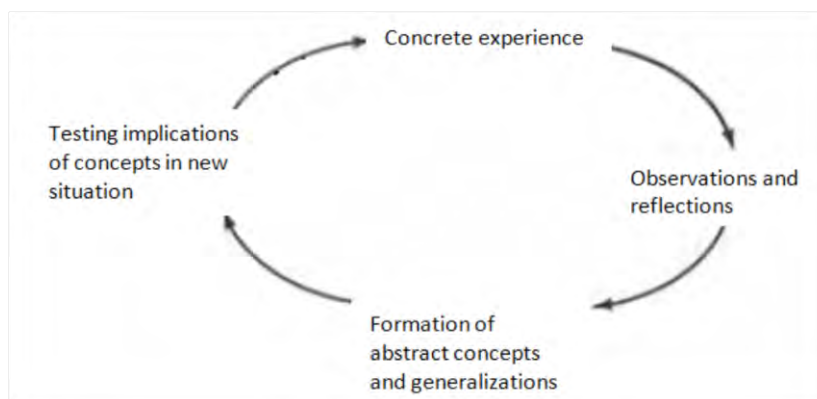 Concrete experience
Testing implications
of concepts in new
situation
Observations and
reflections
Formation of
abstract concepts
and generalizations